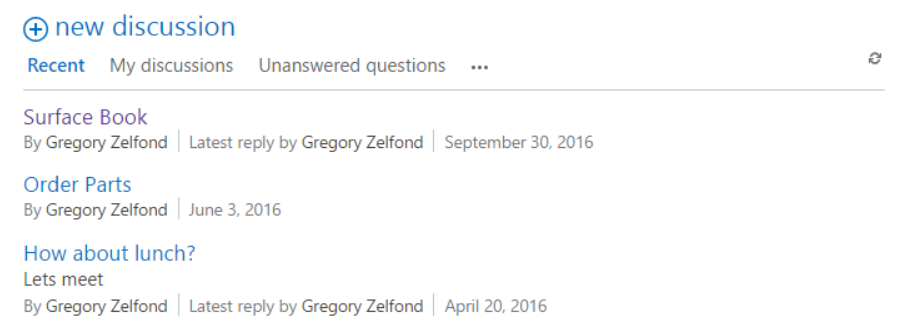 new discussion
Recent My discussions Unanswered questions ...
Surface Book
By Gregory Zelfond | Latest reply by Gregory Zelfond | September 30, 2016
Order Parts
By Gregory Zelfond | June 3, 2016
How about lunch?
Lets meet
By Gregory Zelfond | Latest reply by Gregory Zelfond | April 20, 2016